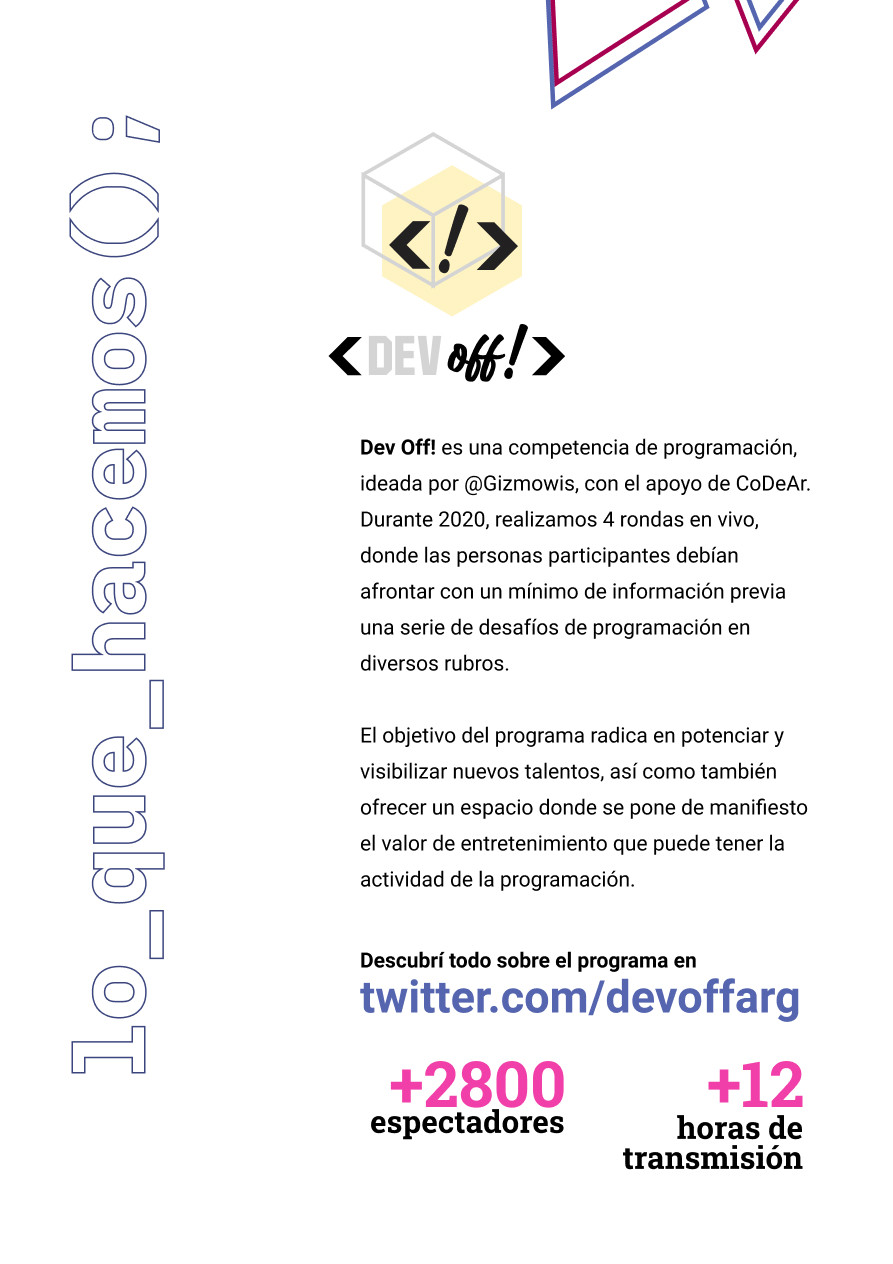 lo_que_hacemos();
<!>
<DEV off!>
Dev Off! es una competencia de programación,
ideada por @Gizmowis, con el apoyo de CoDeAr.
Durante 2020, realizamos 4 rondas en vivo,
donde las personas participantes debían
afrontar con un mínimo de información previa
una serie de desafíos de programación en
diversos rubros.
El objetivo del programa radica en potenciar y
visibilizar nuevos talentos, así como también
ofrecer un espacio donde se pone de manifiesto
el valor de entretenimiento que puede tener la
actividad de la programación.
Descubrí todo sobre el programa en
twitter.com/devoffarg
+2800
espectadores
+12
horas de
transmisión